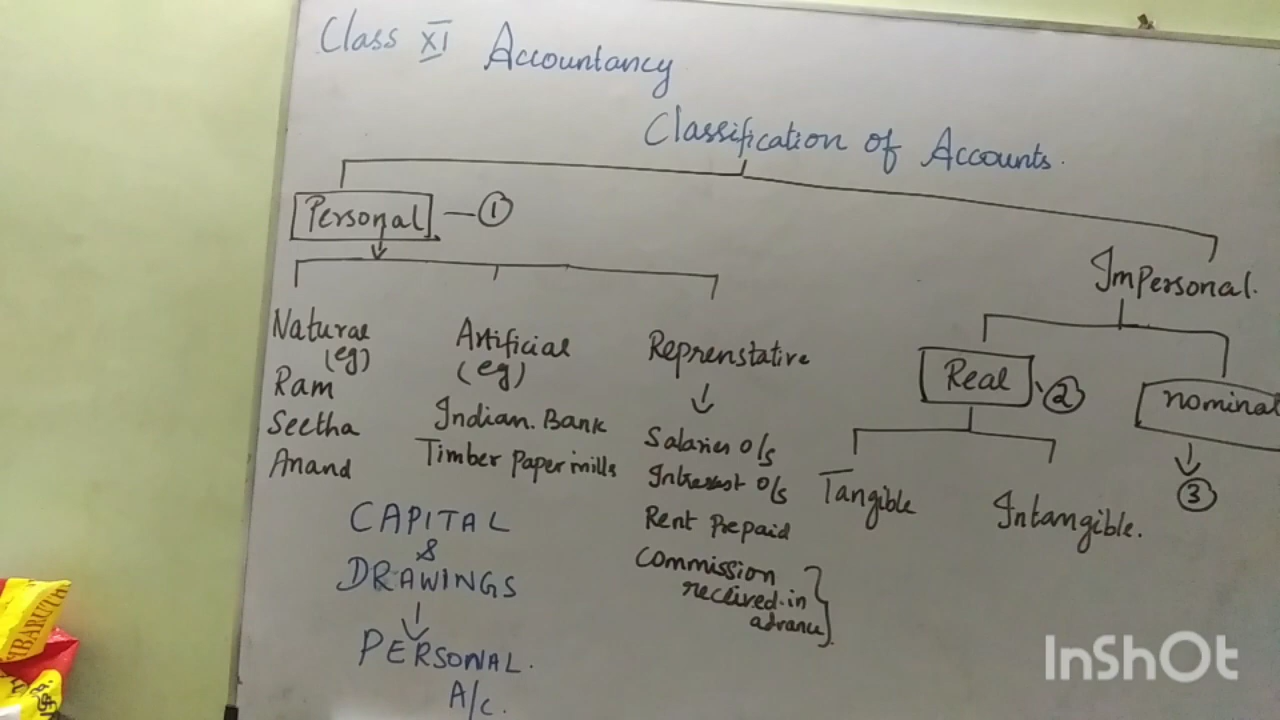 Class XI Accountancy
Classification of Accounts.
Personal — ①
Impersonal.
Natural
(eg)
Ram
Seetha
Anand
Artificial
(eg)
Indian. Bank
Timber Paper mills
Reprenstative
Salaries o/s
Interest o/s
Rent Prepaid
Commission
received in
advance
Real ②
nominal
③
Tangible
Intangible.
CAPITAL
&
DRAWINGS
PERSONAL.
A/c.
MBARUTHI
InShOt